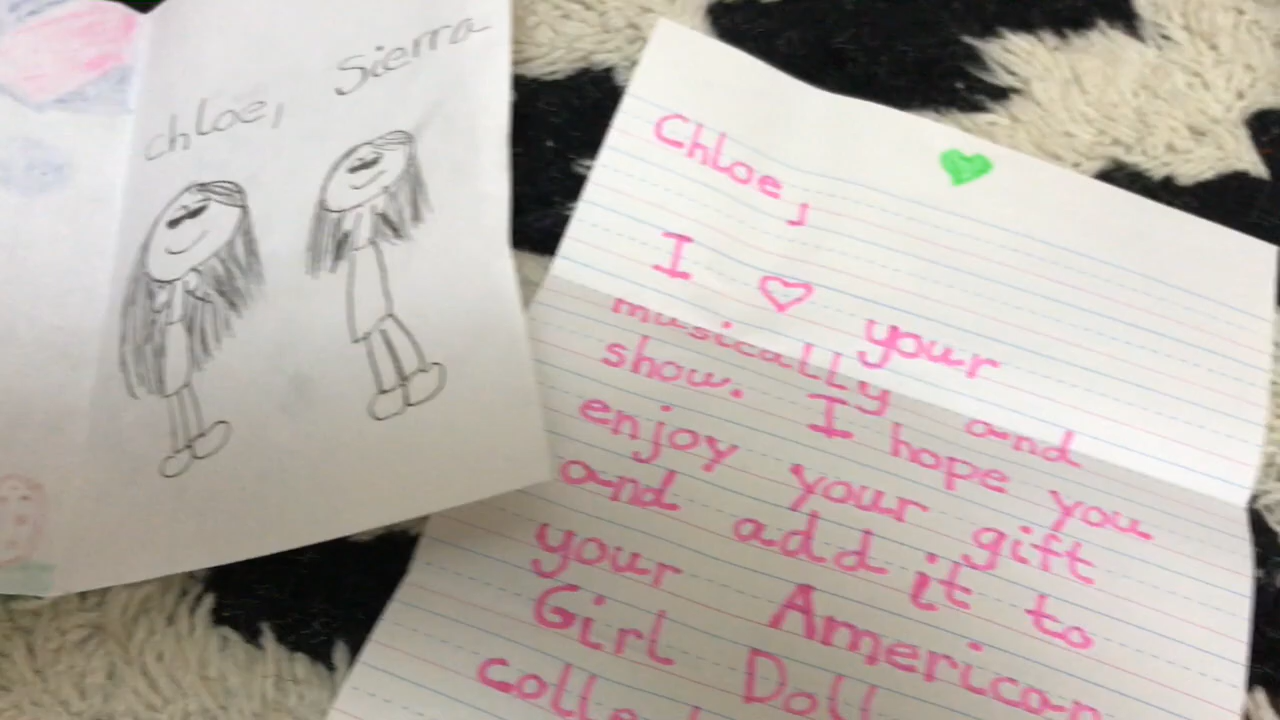 chloe, Sierra
Chloe,
I ♡ your
musically and
show. I hope you
enjoy your gift
and add it to
your American
Girl Doll